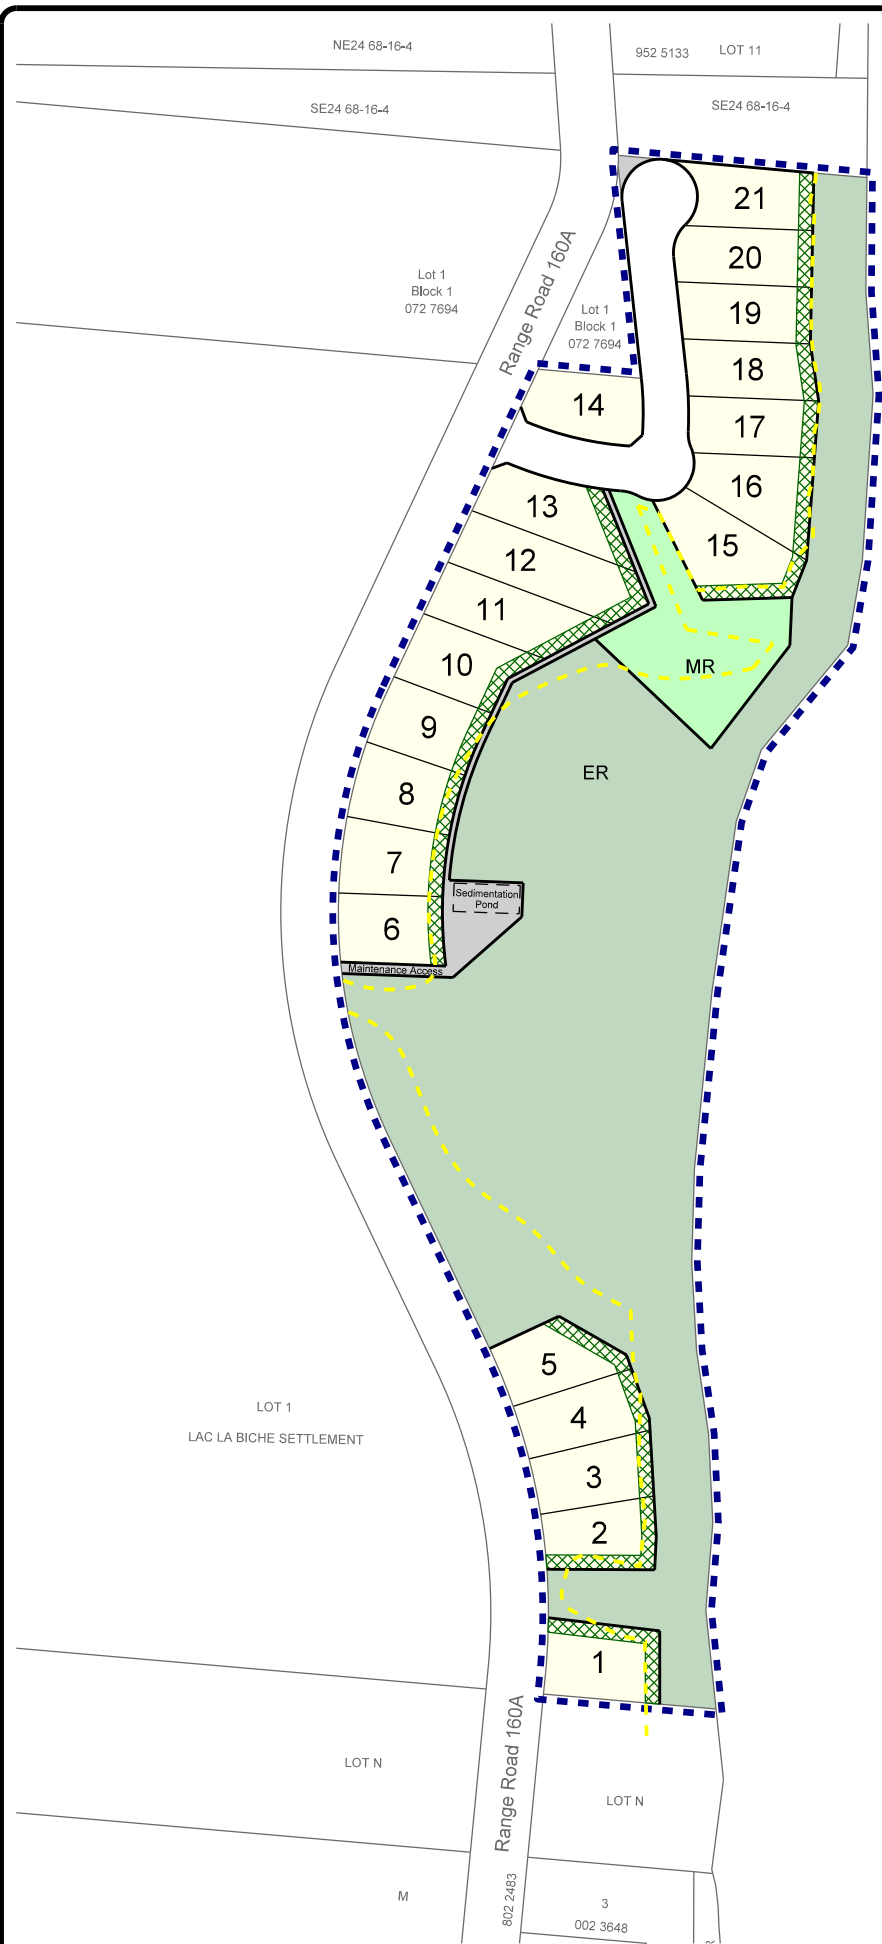 NE24 68-16-4
952 5133
LOT 11
SE24 68-16-4
SE24 68-16-4
Range Road 160A
Lot 1
Block 1
072 7694
Lot 1
Block 1
072 7694
21
20
19
18
17
16
15
14
13
12
11
10
9
8
7
6
MR
ER
Sedimentation
Pond
Maintenance Access
5
4
3
2
1
LOT 1
LAC LA BICHE SETTLEMENT
Range Road 160A
LOT N
LOT N
M
802 2483
3
002 3648